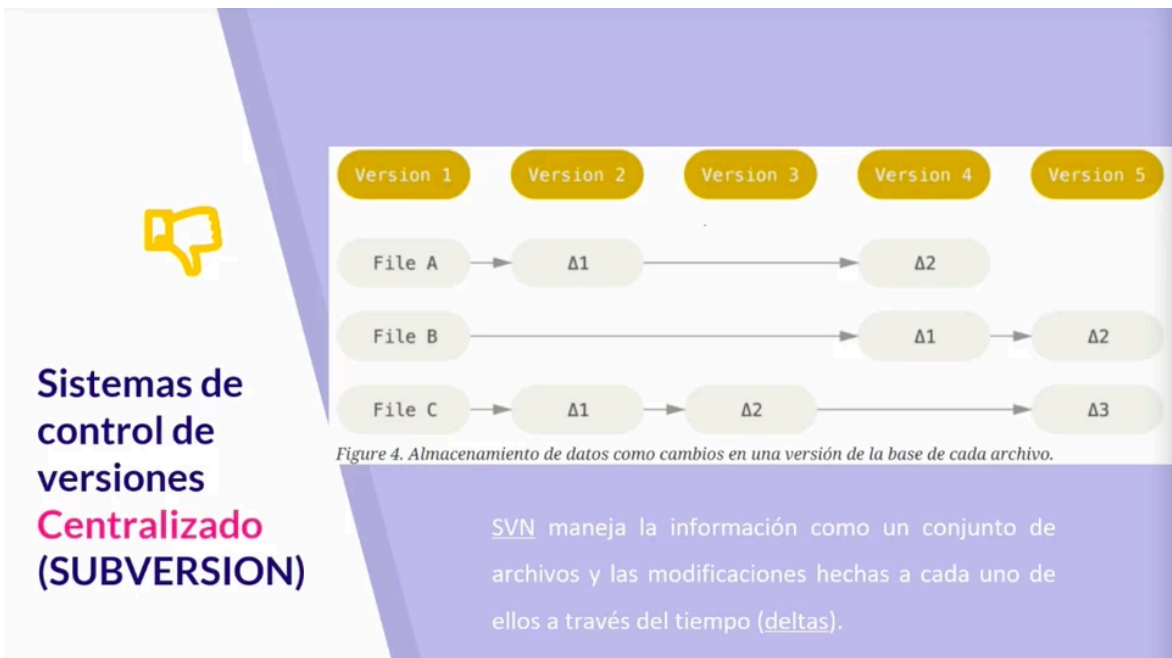 Version 1 Version 2 Version 3 Version 4 Version 5
File A Δ1 Δ2
File B Δ1 Δ2
File C Δ1 Δ2 Δ3
Figure 4. Almacenamiento de datos como cambios en una versión de la base de cada archivo.
Sistemas de
control de
versiones
Centralizado
(SUBVERSION)
SVN maneja la información como un conjunto de
archivos y las modificaciones hechas a cada uno de
ellos a través del tiempo (deltas).